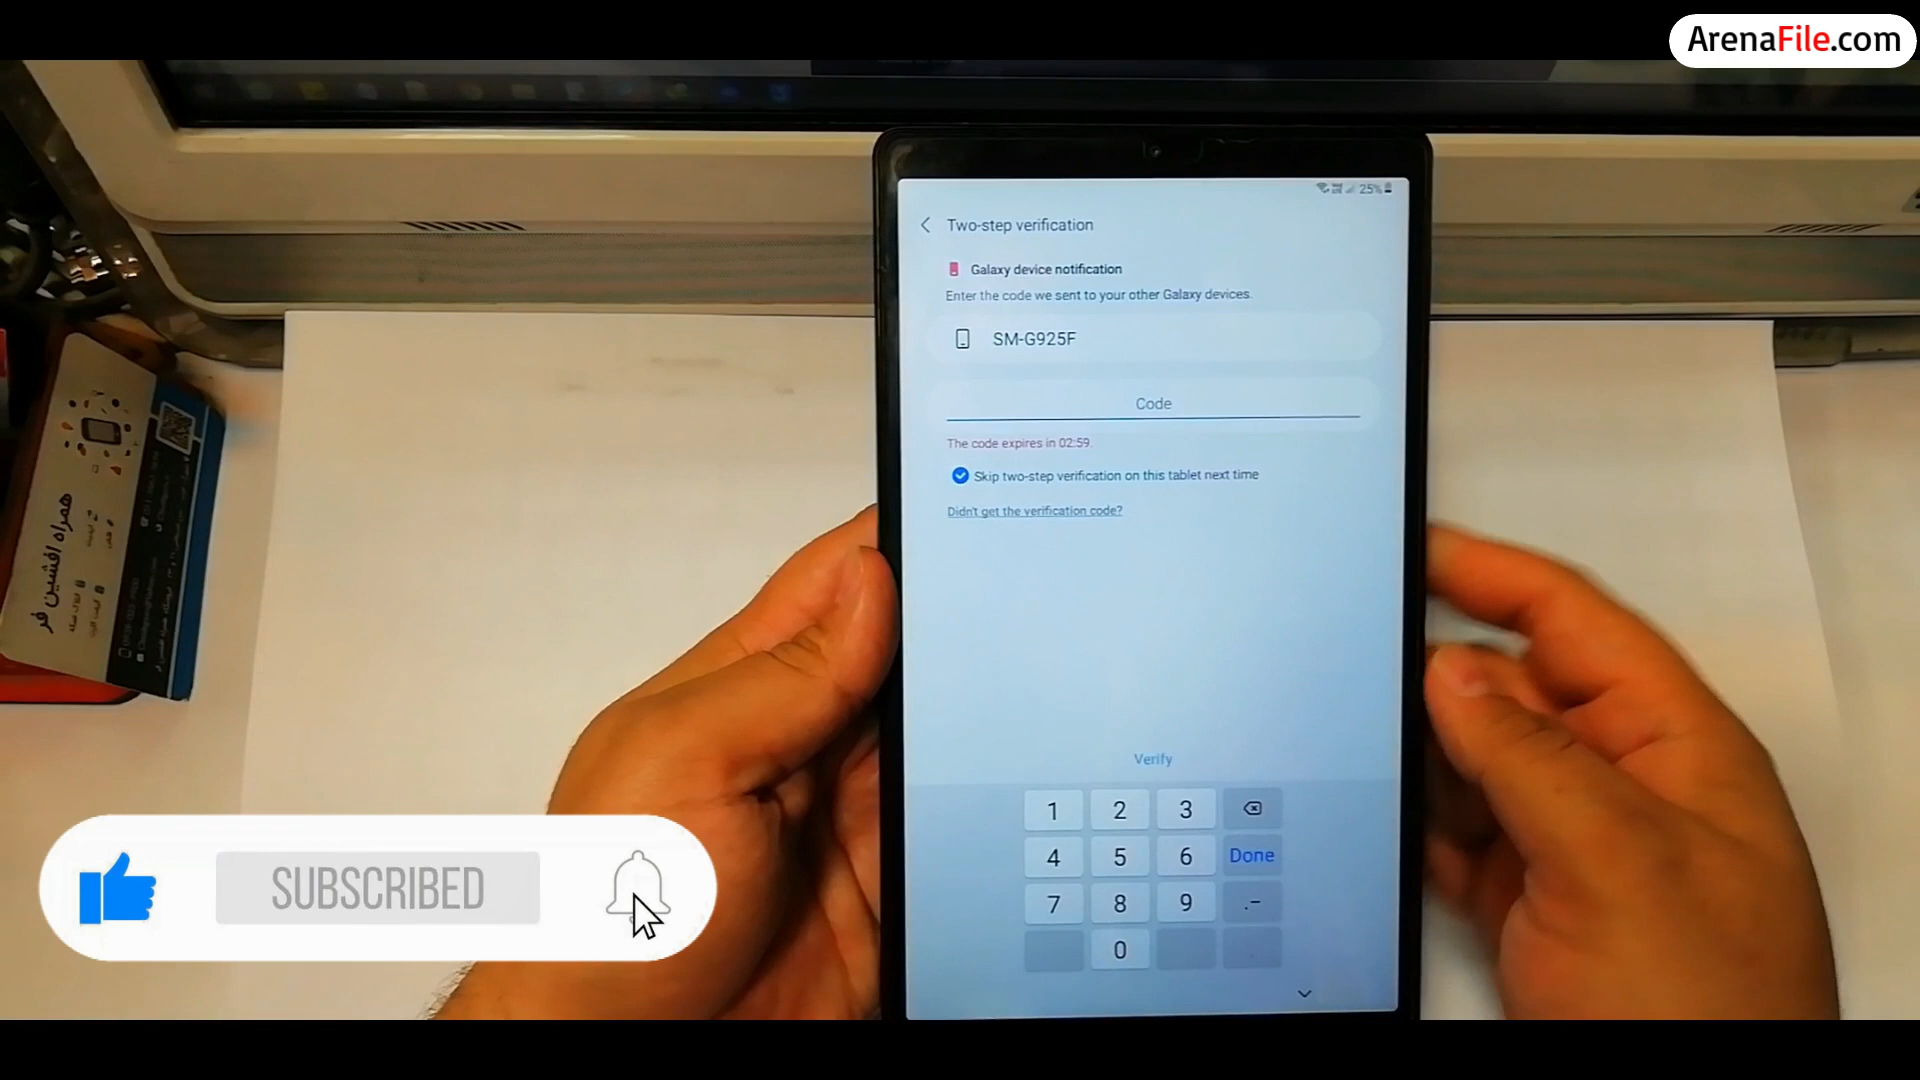 ArenaFile.com
25%
Two-step verification
Galaxy device notification
Enter the code we sent to your other Galaxy devices.
SM-G925F
Code
The code expires in 02:59.
Skip two-step verification on this tablet next time
Didn't get the verification code?
Verify
1 2 3
4 5 6 Done
7 8 9 .-
0
SUBSCRIBED
همراه افشین فر